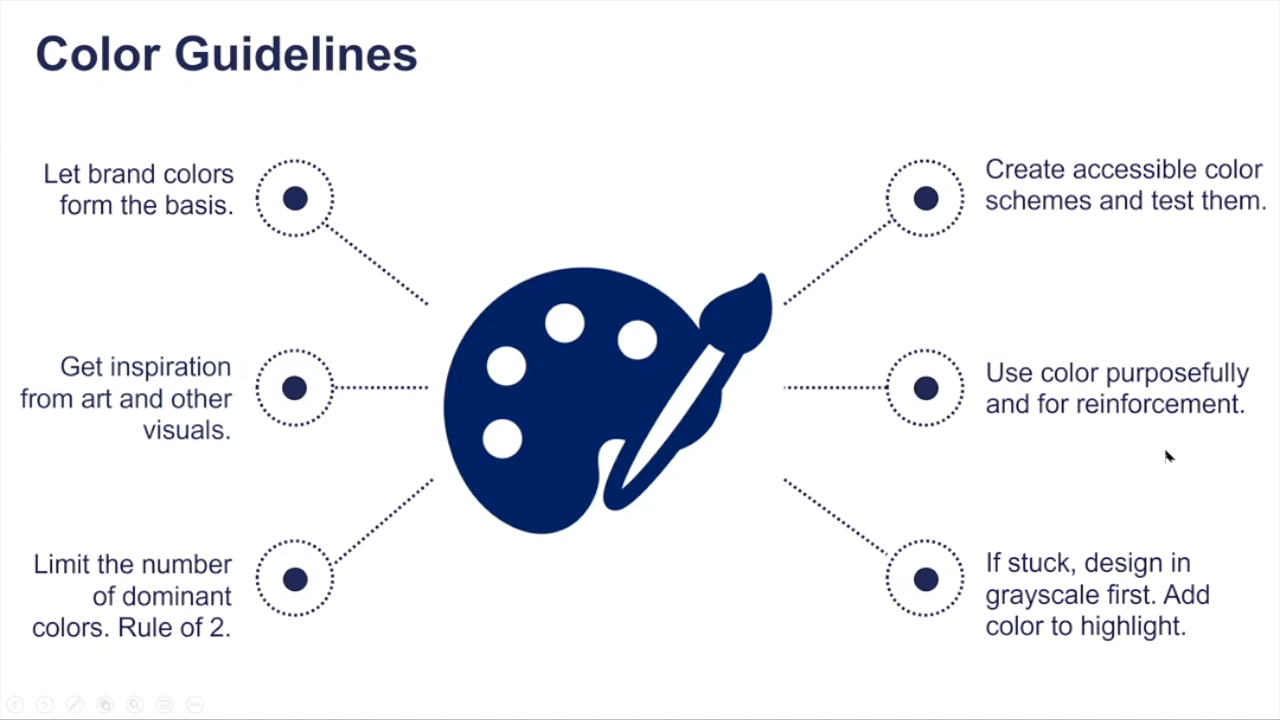 Color Guidelines
Let brand colors
form the basis.
Get inspiration
from art and other
visuals.
Limit the number
of dominant
colors. Rule of 2.
Create accessible color
schemes and test them.
Use color purposefully
and for reinforcement.
If stuck, design in
grayscale first. Add
color to highlight.